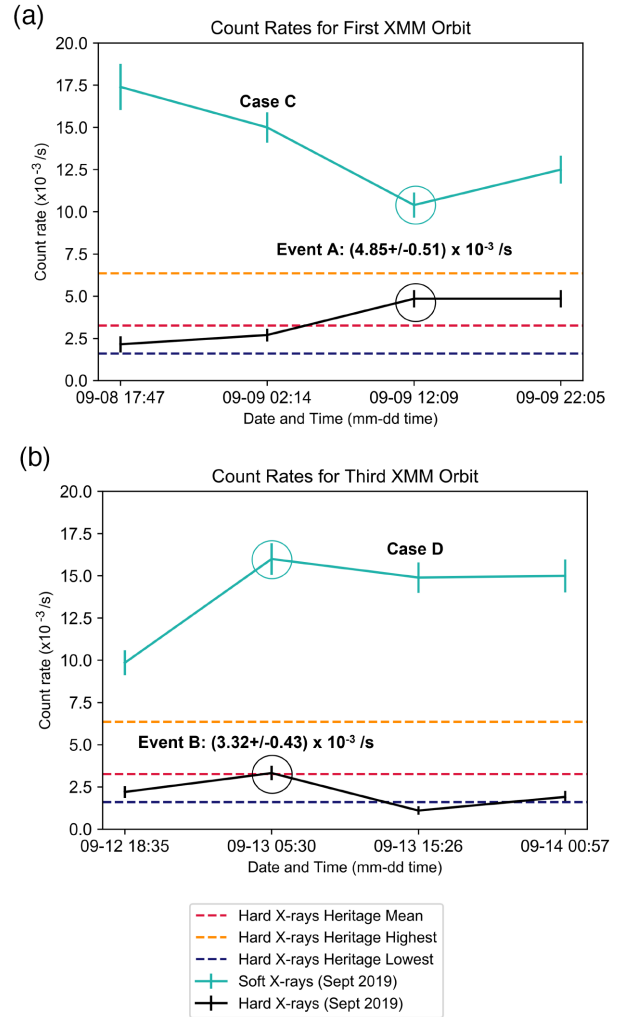 (a)
Count Rates for First XMM Orbit
20.0
17.5
15.0
12.5
10.0
7.5
5.0
2.5
0.0
Count rate (x10⁻³ /s)
Case C
Event A: (4.85+/-0.51) x 10⁻³ /s
09-08 17:47 09-09 02:14 09-09 12:09 09-09 22:05
Date and Time (mm-dd time)
(b)
Count Rates for Third XMM Orbit
20.0
17.5
15.0
12.5
10.0
7.5
5.0
2.5
0.0
Count rate (x10⁻³ /s)
Case D
Event B: (3.32+/-0.43) x 10⁻³ /s
09-12 18:35 09-13 05:30 09-13 15:26 09-14 00:57
Date and Time (mm-dd time)
Hard X-rays Heritage Mean
Hard X-rays Heritage Highest
Hard X-rays Heritage Lowest
Soft X-rays (Sept 2019)
Hard X-rays (Sept 2019)